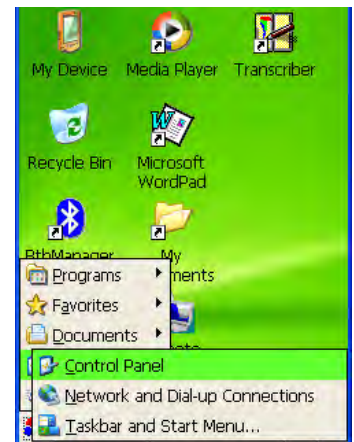 My Device Media Player Transcriber
Recycle Bin Microsoft
WordPad
BthManager My
Programs ments
Favorites
Documents
Control Panel
Network and Dial-up Connections
Taskbar and Start Menu...